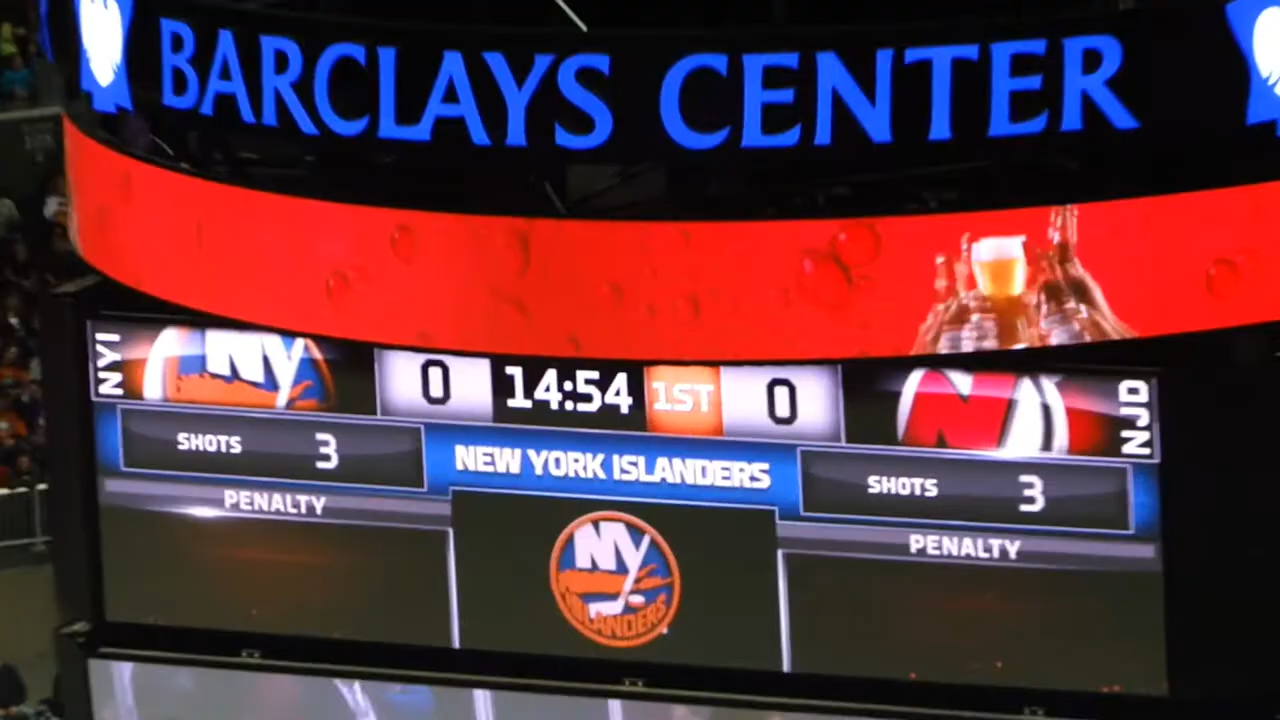 BARCLAYS CENTER
NYI
NY
0
14:54
1ST
0
NJD
SHOTS 3
NEW YORK ISLANDERS
SHOTS 3
PENALTY
PENALTY
NY
ISLANDERS